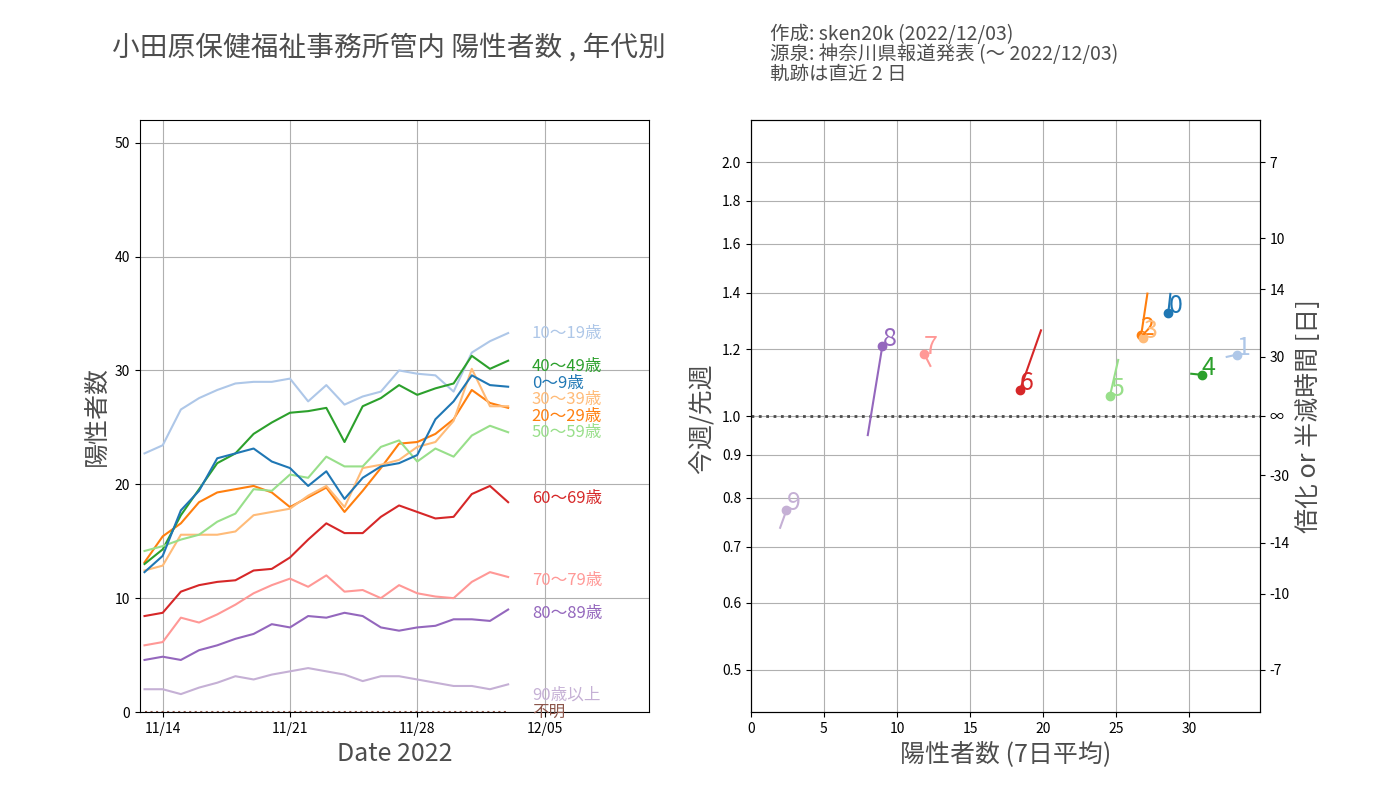 小田原保健福祉事務所管内 陽性者数 , 年代別
作成: sken20k (2022/12/03)
源泉: 神奈川県報道発表 (～ 2022/12/03)
軌跡は直近 2 日
陽性者数
50
40
30
20
10
0
10～19歳
40～49歳
0～9歳
30～39歳
20～29歳
50～59歳
60～69歳
70～79歳
80～89歳
90歳以上
不明
11/14
11/21
11/28
12/05
Date 2022
今週/先週
2.0
1.8
1.6
1.4
1.2
1.0
0.9
0.8
0.7
0.6
0.5
0
2
3
1
8
7
4
6
5
9
7
10
14
30
∞
-30
-14
-10
-7
倍化 or 半減時間 [日]
0
5
10
15
20
25
30
陽性者数 (7日平均)